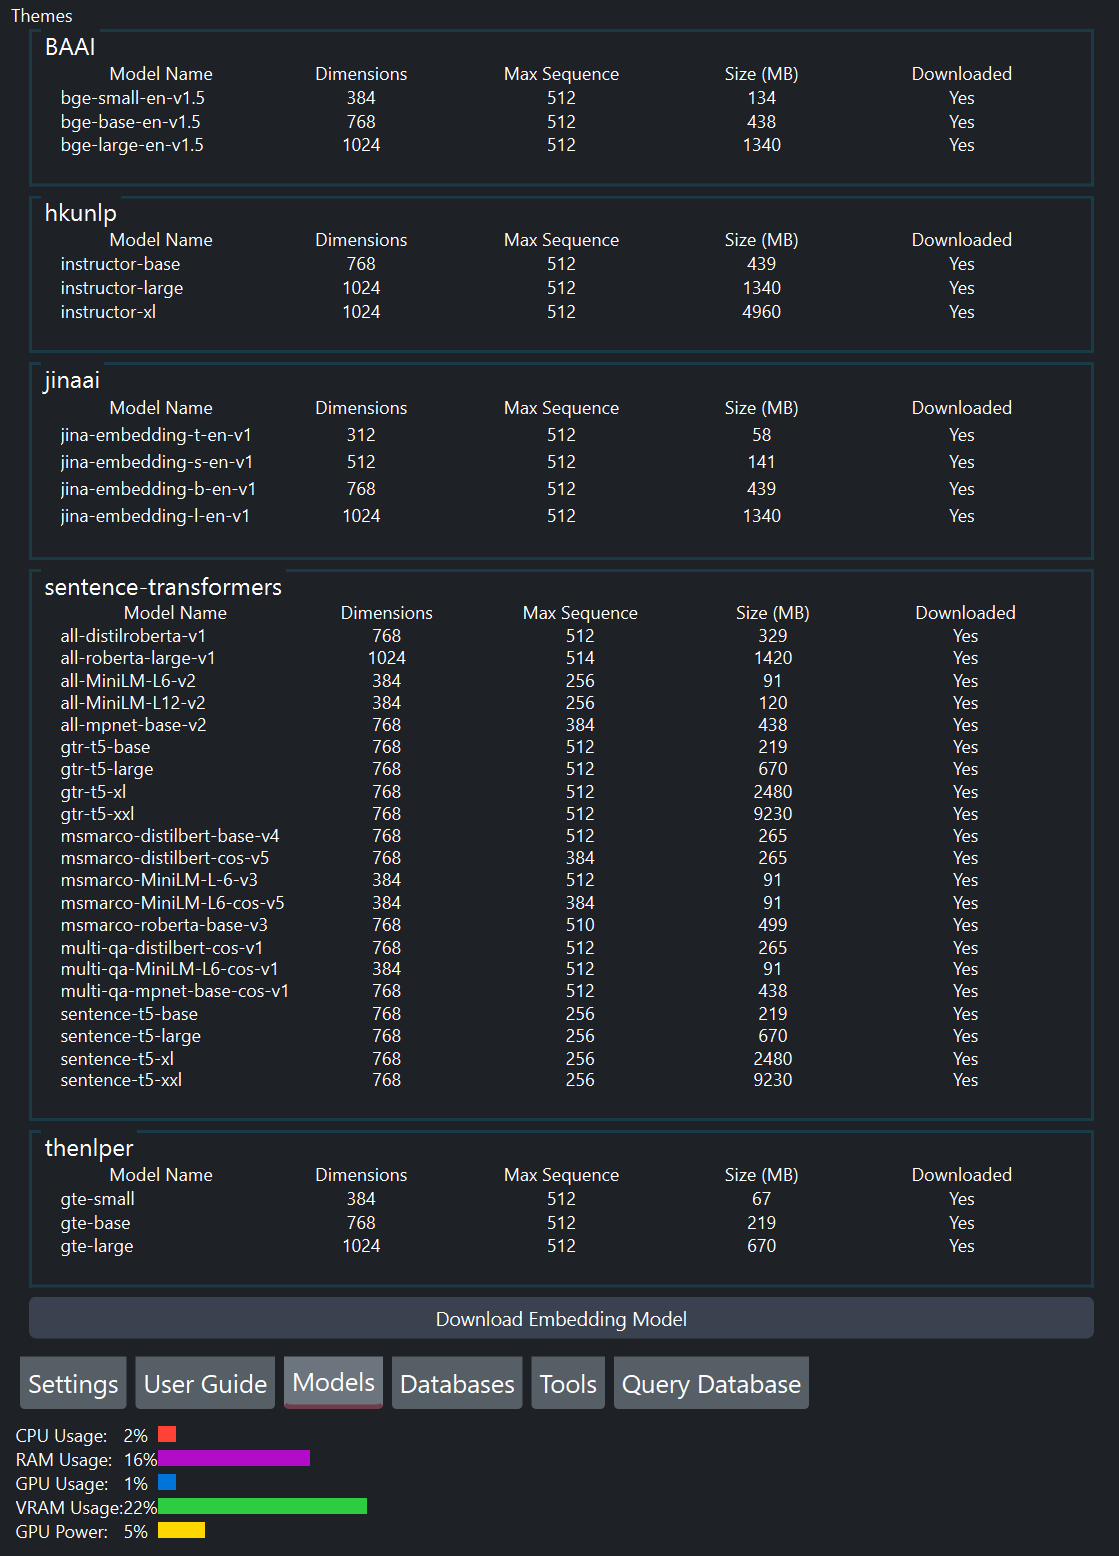 Themes
BAAI
Model Name Dimensions Max Sequence Size (MB) Downloaded
bge-small-en-v1.5 384 512 134 Yes
bge-base-en-v1.5 768 512 438 Yes
bge-large-en-v1.5 1024 512 1340 Yes
hkunlp
Model Name Dimensions Max Sequence Size (MB) Downloaded
instructor-base 768 512 439 Yes
instructor-large 1024 512 1340 Yes
instructor-xl 1024 512 4960 Yes
jinaai
Model Name Dimensions Max Sequence Size (MB) Downloaded
jina-embedding-t-en-v1 312 512 58 Yes
jina-embedding-s-en-v1 512 512 141 Yes
jina-embedding-b-en-v1 768 512 439 Yes
jina-embedding-l-en-v1 1024 512 1340 Yes
sentence-transformers
Model Name Dimensions Max Sequence Size (MB) Downloaded
all-distilroberta-v1 768 512 329 Yes
all-roberta-large-v1 1024 514 1420 Yes
all-MiniLM-L6-v2 384 256 91 Yes
all-MiniLM-L12-v2 384 256 120 Yes
all-mpnet-base-v2 768 384 438 Yes
gtr-t5-base 768 512 219 Yes
gtr-t5-large 768 512 670 Yes
gtr-t5-xl 768 512 2480 Yes
gtr-t5-xxl 768 512 9230 Yes
msmarco-distilbert-base-v4 768 512 265 Yes
msmarco-distilbert-cos-v5 768 384 265 Yes
msmarco-MiniLM-L-6-v3 384 512 91 Yes
msmarco-MiniLM-L6-cos-v5 384 384 91 Yes
msmarco-roberta-base-v3 768 510 499 Yes
multi-qa-distilbert-cos-v1 768 512 265 Yes
multi-qa-MiniLM-L6-cos-v1 384 512 91 Yes
multi-qa-mpnet-base-cos-v1 768 512 438 Yes
sentence-t5-base 768 256 219 Yes
sentence-t5-large 768 256 670 Yes
sentence-t5-xl 768 256 2480 Yes
sentence-t5-xxl 768 256 9230 Yes
thenlper
Model Name Dimensions Max Sequence Size (MB) Downloaded
gte-small 384 512 67 Yes
gte-base 768 512 219 Yes
gte-large 1024 512 670 Yes
Download Embedding Model
Settings User Guide Models Databases Tools Query Database
CPU Usage: 2%
RAM Usage: 16%
GPU Usage: 1%
VRAM Usage:22%
GPU Power: 5%